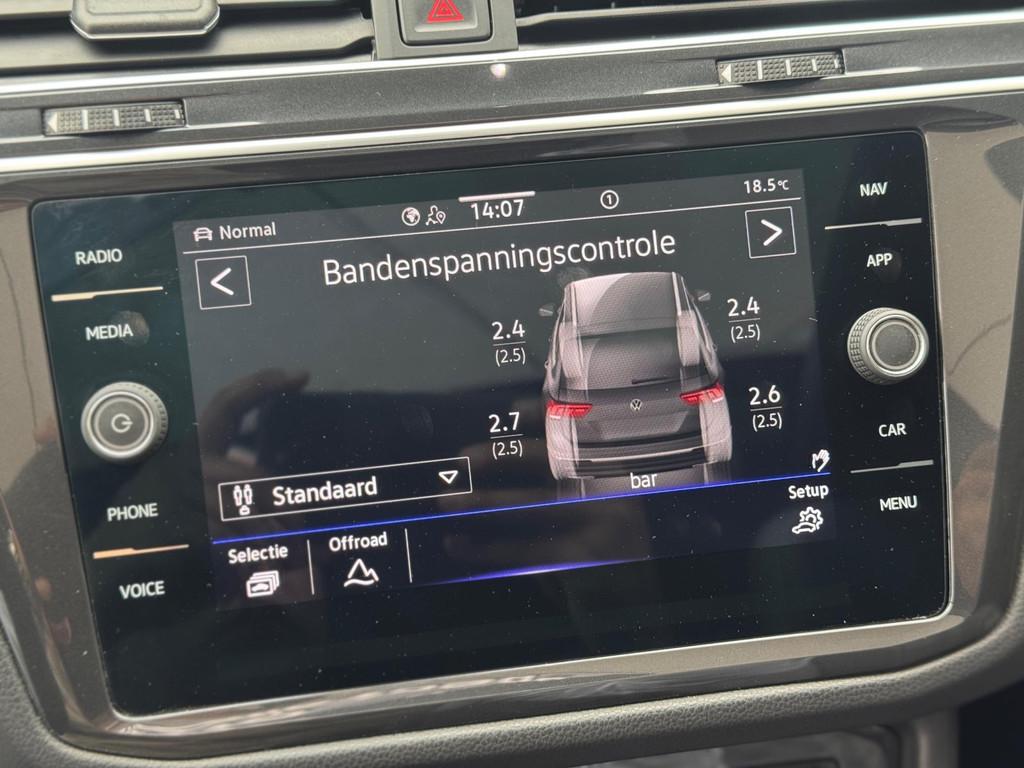 Normal
14:07
1
18.5°C
Bandenspanningscontrole
2.4
(2.5)
2.4
(2.5)
2.7
(2.5)
2.6
(2.5)
bar
Standaard
Selectie
Offroad
Setup
RADIO
MEDIA
PHONE
VOICE
NAV
APP
CAR
MENU